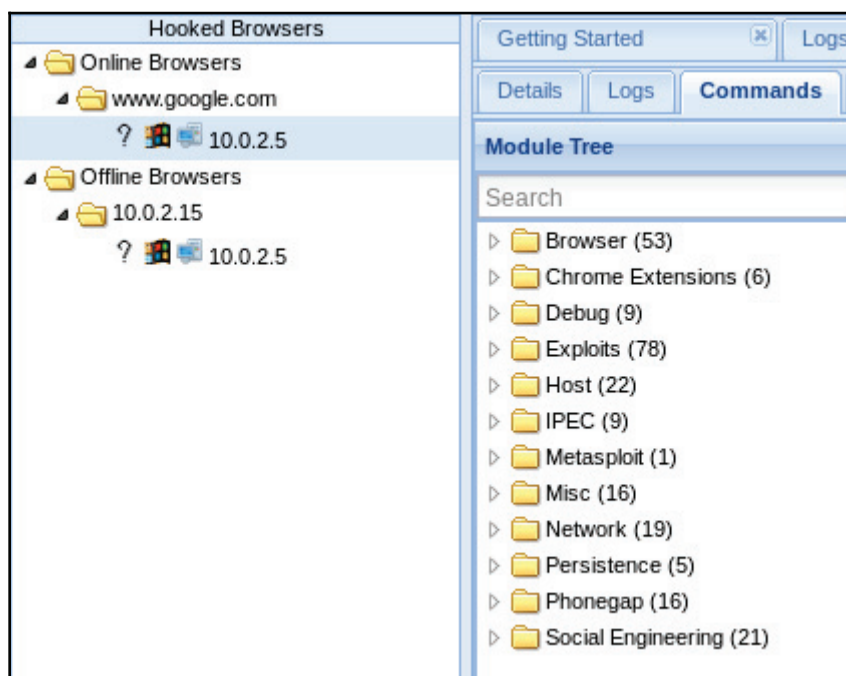 Hooked Browsers
Online Browsers
www.google.com
? 10.0.2.5
Offline Browsers
10.0.2.15
? 10.0.2.5
Getting Started
Logs
Details
Logs
Commands
Module Tree
Search
Browser (53)
Chrome Extensions (6)
Debug (9)
Exploits (78)
Host (22)
IPEC (9)
Metasploit (1)
Misc (16)
Network (19)
Persistence (5)
Phonegap (16)
Social Engineering (21)